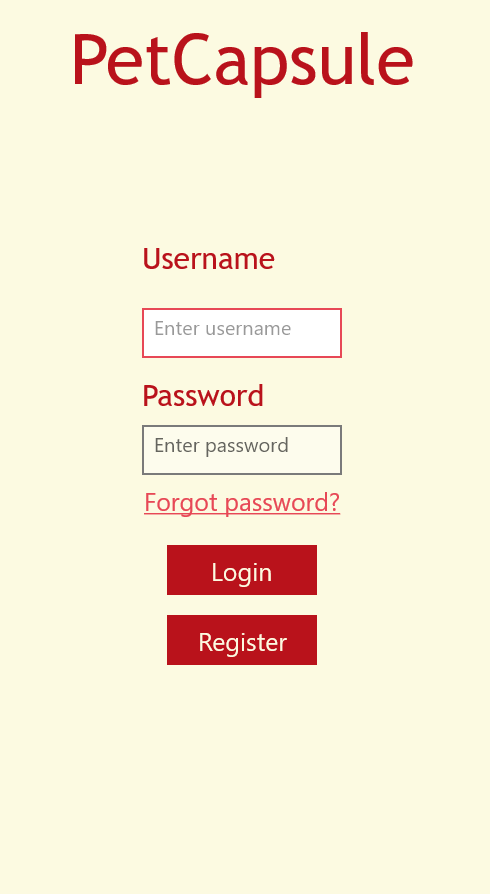 PetCapsule
Username
Enter username
Password
Enter password
Forgot password?
Login
Register